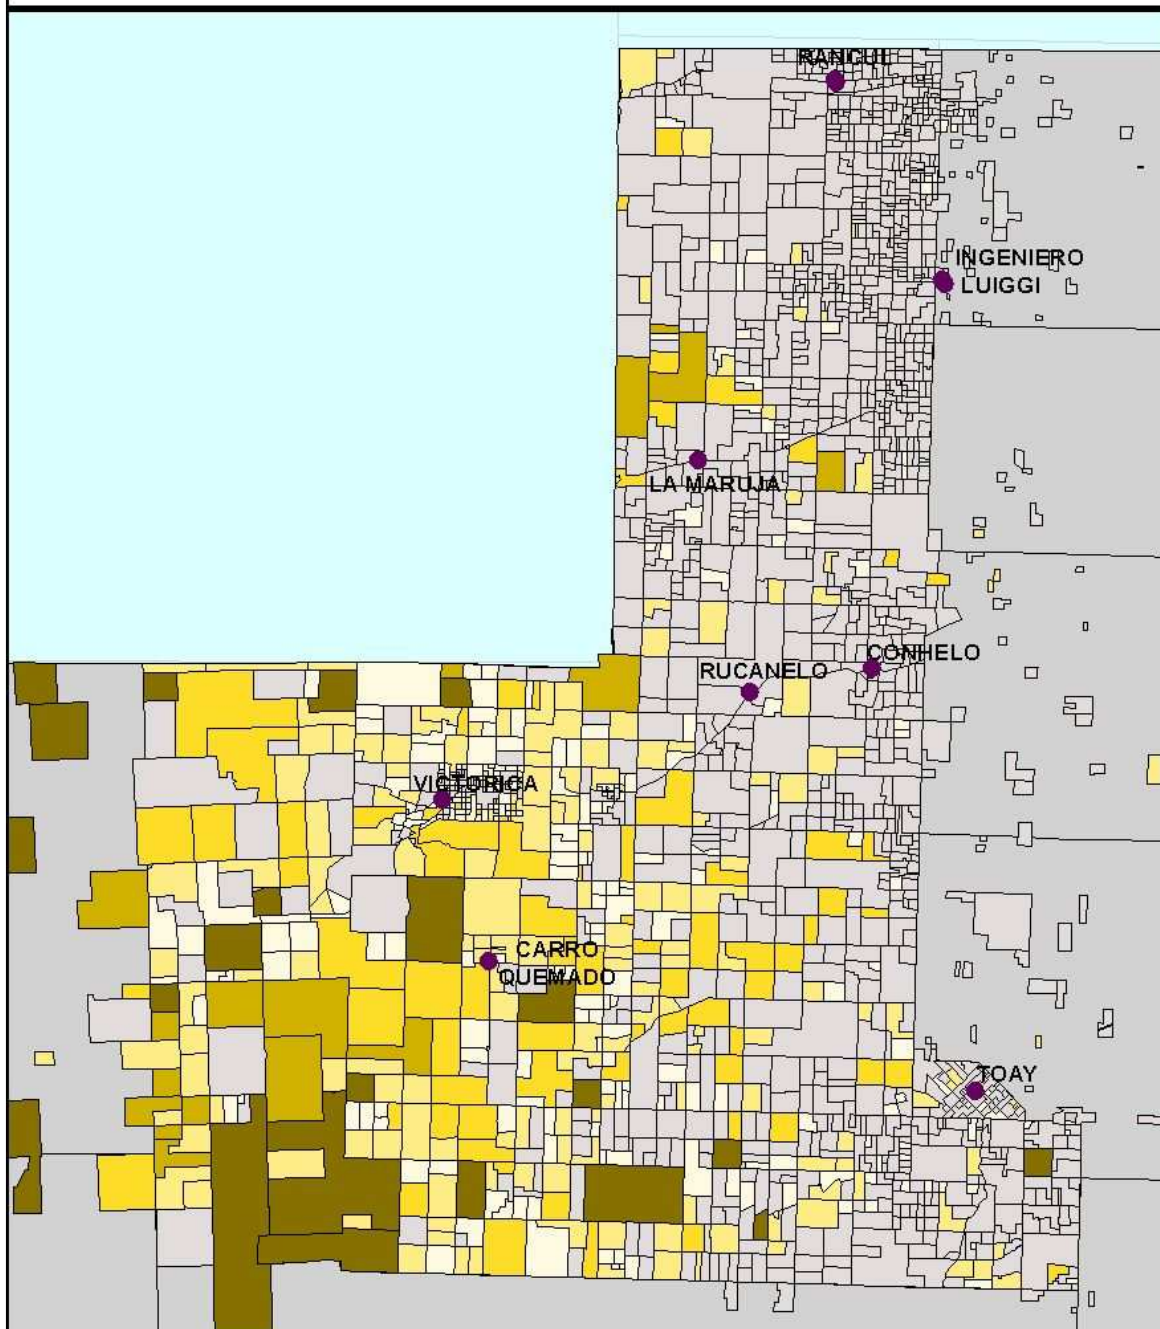 RANCUL
INGENIERO
LUIGGI
LA MARUJA
CONHELO
RUCANELO
VICTORICA
CARRO
QUEMADO
TOAY